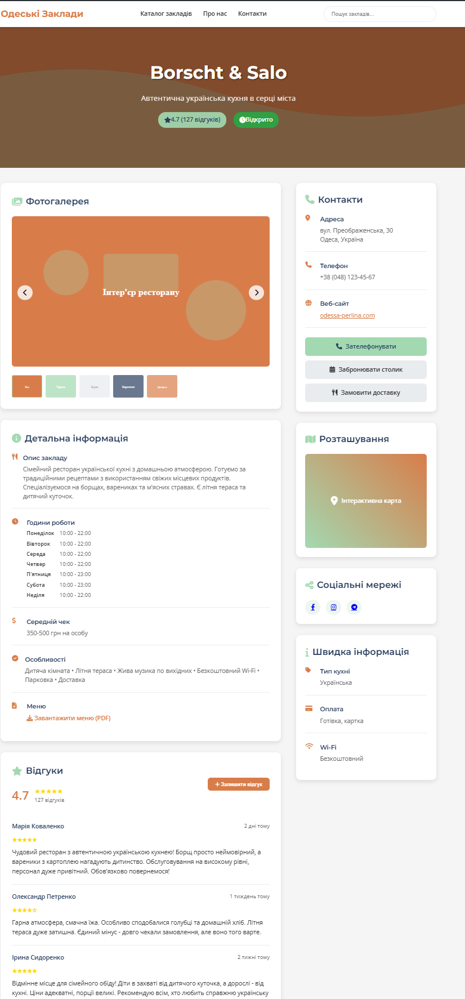 Одеські Заклади
Каталог закладів
Про нас
Контакти
Пошук закладів...
Borscht & Salo
Автентична українська кухня в серці міста
4.7 (127 відгуків)
Відкрито
Фотогалерея
Інтер'єр ресторану
Зал
Тераса
Борщ
Вареники
Детальна інформація
Опис закладу
Сімейний ресторан української кухні з домашньою атмосферою. Готуємо за
традиційними рецептами з використанням свіжих місцевих продуктів.
Спеціалізуємося на борщах, варениках та м'ясних стравах. Є літня тераса та
дитячий куточок.
Години роботи
Понеділок 10:00 - 22:00
Вівторок 10:00 - 22:00
Середа 10:00 - 22:00
Четвер 10:00 - 22:00
П'ятниця 10:00 - 23:00
Субота 10:00 - 23:00
Неділя 10:00 - 22:00
Середній чек
350-500 грн на особу
Особливості
Дитяча кімната • Літня тераса • Жива музика по вихідних • Безкоштовний Wi-Fi •
Парковка • Доставка
Меню
Завантажити меню (PDF)
Відгуки
4.7
★★★★★
127 відгуків
+ Залишити відгук
Марія Коваленко
2 дні тому
★★★★★
Чудовий ресторан з автентичною українською кухнею! Борщ просто неймовірний, а
вареники з картоплею нагадують дитинство. Обслуговування на високому рівні,
персонал дуже привітний. Обов'язково повернемося!
Олександр Петренко
1 тиждень тому
★★★★☆
Гарна атмосфера, смачна їжа. Особливо сподобалися голубці та домашній хліб. Літня
тераса дуже затишна. Єдиний мінус - довго чекали замовлення, але воно того варте.
Ірина Сидоренко
2 тижні тому
★★★★★
Відмінне місце для сімейного обіду! Діти в захваті від дитячого куточка, а дорослі - від
кухні. Ціни адекватні, порції великі. Рекомендую всім, хто любить справжню українську
Контакти
Адреса
вул. Преображенська, 30
Одеса, Україна
Телефон
+38 (048) 123-45-67
Веб-сайт
odessa-perlina.com
Зателефонувати
Забронювати столик
Замовити доставку
Розташування
Інтерактивна карта
Соціальні мережі
Швидка інформація
Тип кухні
Українська
Оплата
Готівка, картка
Wi-Fi
Безкоштовний